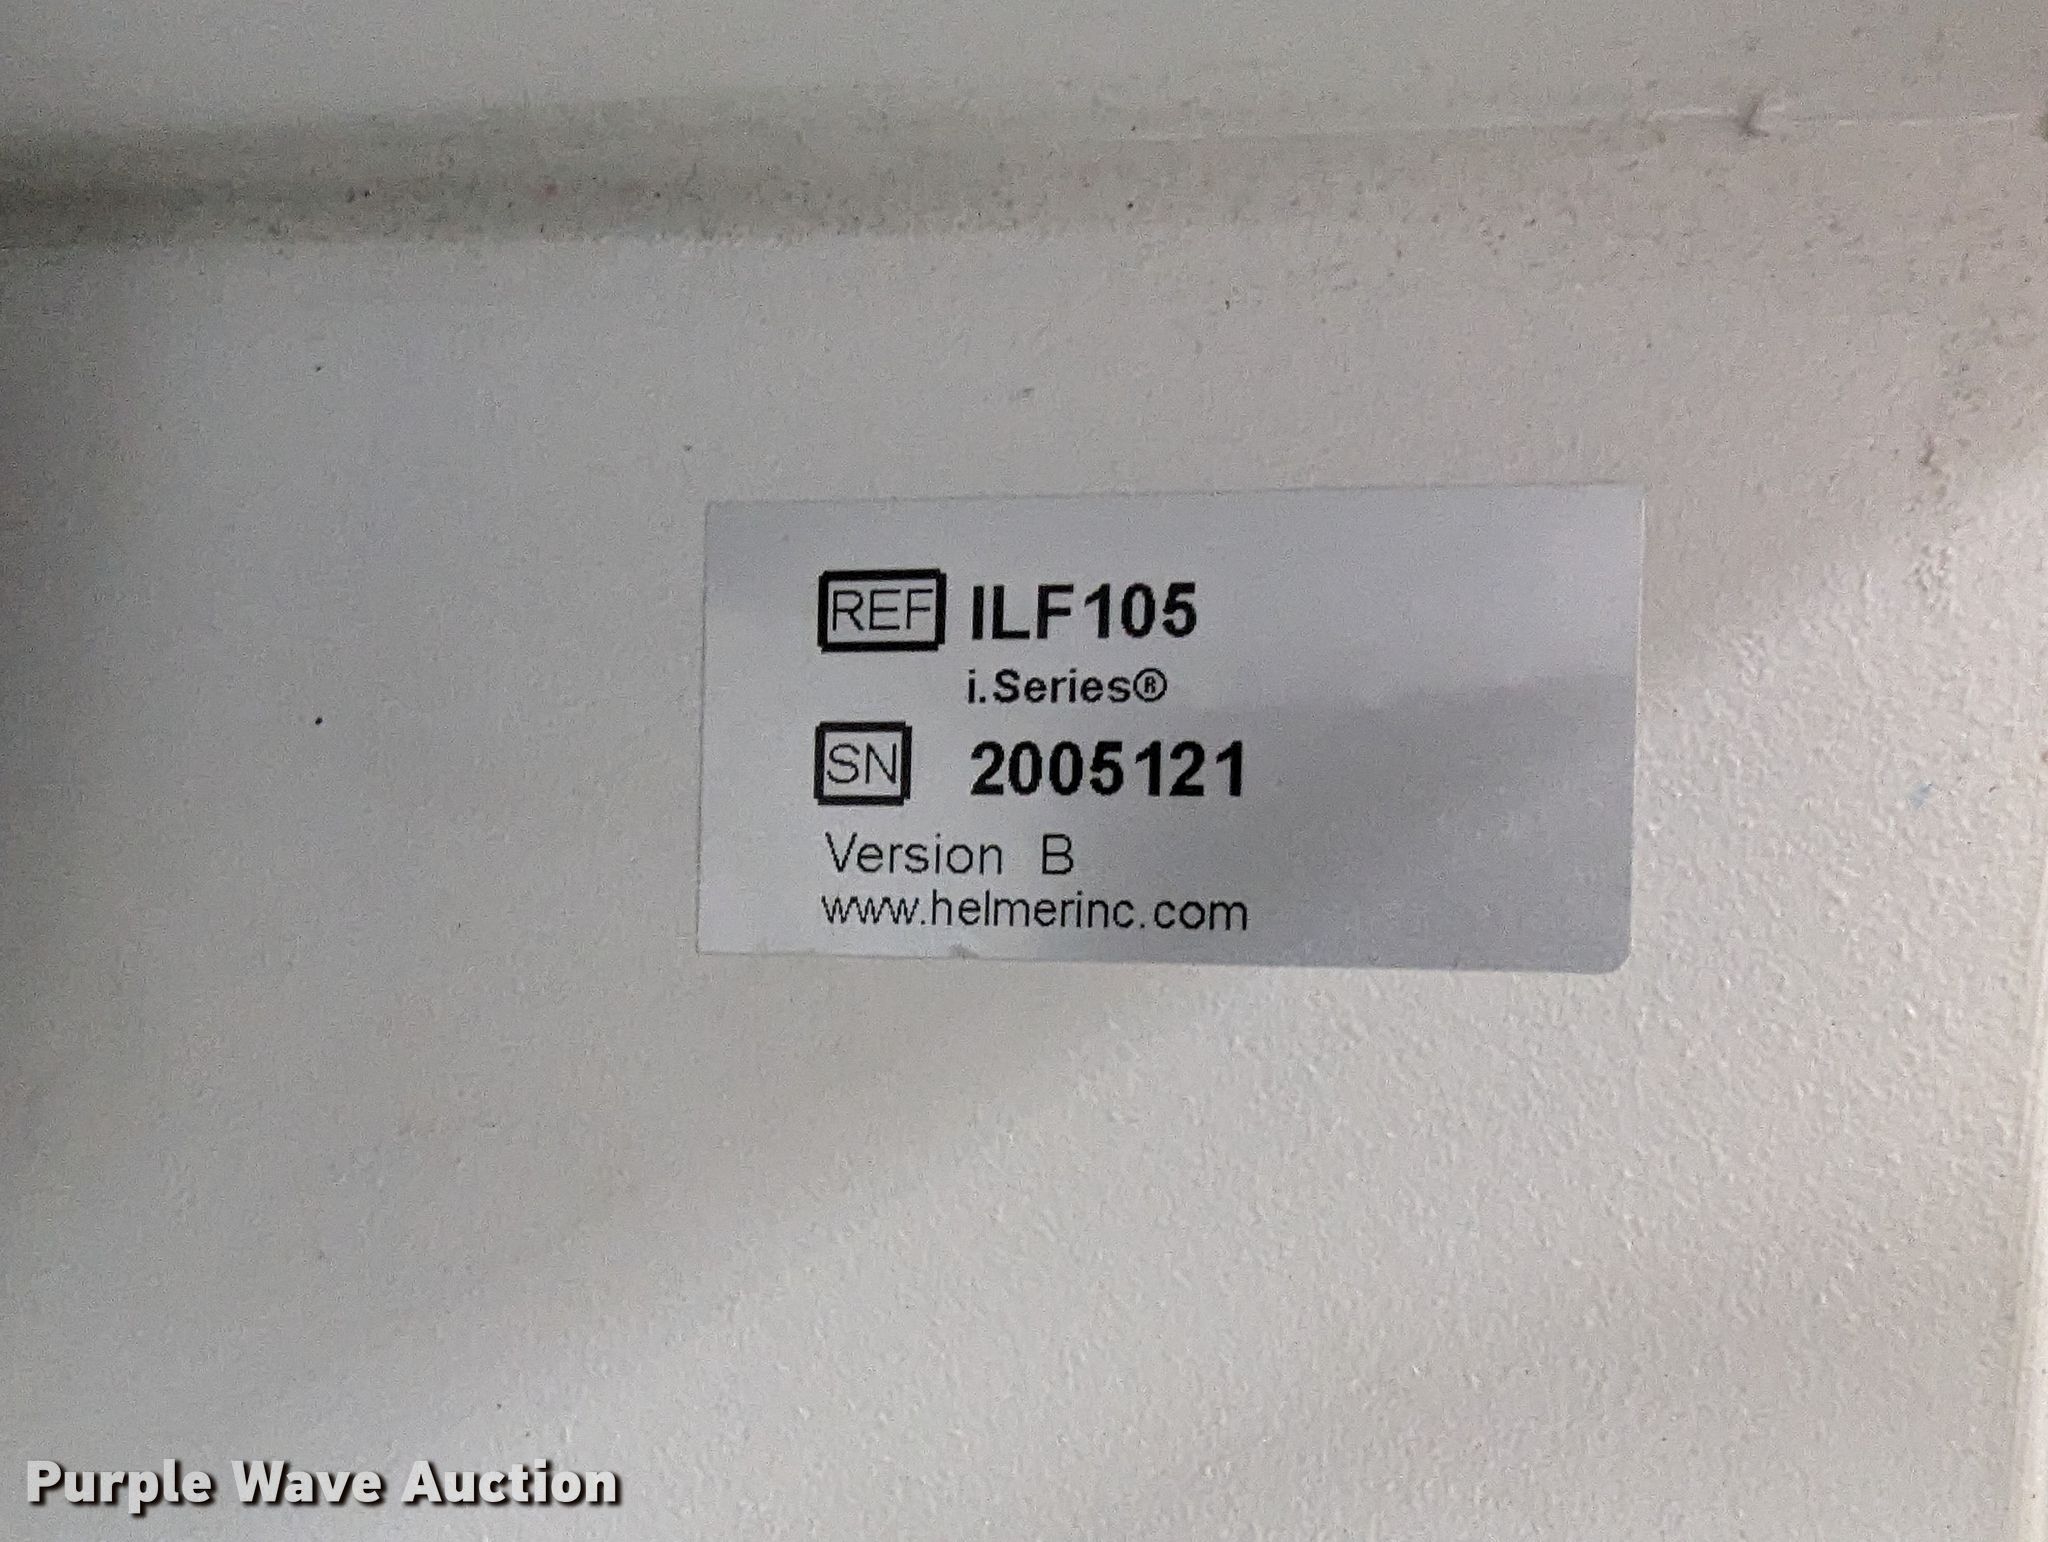 REF ILF105
i.Series®
SN 2005121
Version B
www.helmerinc.com
Purple Wave Auction